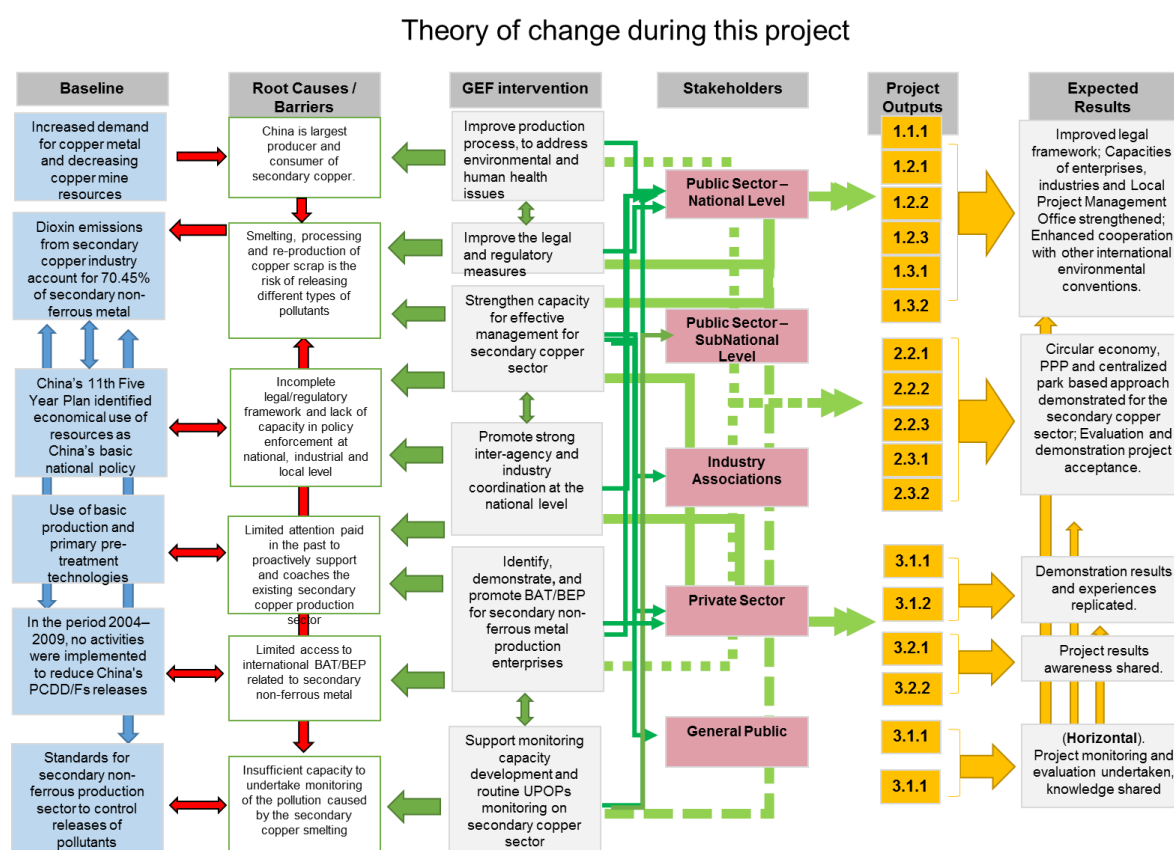 Theory of change during this project
Baseline
Increased demand
for copper metal
and decreasing
copper mine
resources
Dioxin emissions
from secondary
copper industry
account for 70.45%
of secondary non-
ferrous metal
China's 11th Five
Year Plan identified
economical use of
resources as
China's basic
national policy
Use of basic
production and
primary pre-
treatment
technologies
In the period 2004–
2009, no activities
were implemented
to reduce China's
PCDD/Fs releases
Standards for
secondary non-
ferrous production
sector to control
releases of
pollutants
Root Causes /
Barriers
China is largest
producer and
consumer of
secondary copper.
Smelting, processing
and re-production of
copper scrap is the
risk of releasing
different types of
pollutants
Incomplete
legal/regulatory
framework and lack of
capacity in policy
enforcement at
national, industrial and
local level
Limited attention paid
in the past to
proactively support
and coaches the
existing secondary
copper production
sector
Limited access to
international BAT/BEP
related to secondary
non-ferrous metal
Insufficient capacity to
undertake monitoring
of the pollution caused
by the secondary
copper smelting
GEF intervention
Improve production
process, to address
environmental and
human health
issues
Improve the legal
and regulatory
measures
Strengthen capacity
for effective
management for
secondary copper
sector
Promote strong
inter-agency and
industry
coordination at the
national level
Identify,
demonstrate, and
promote BAT/BEP
for secondary non-
ferrous metal
production
enterprises
Support monitoring
capacity
development and
routine UPOPs
monitoring on
secondary copper
sector
Stakeholders
Public Sector –
National Level
Public Sector –
SubNational
Level
Industry
Associations
Private Sector
General Public
Project
Outputs
1.1.1
1.2.1
1.2.2
1.2.3
1.3.1
1.3.2
2.2.1
2.2.2
2.2.3
2.3.1
2.3.2
3.1.1
3.1.2
3.2.1
3.2.2
3.1.1
3.1.1
Expected
Results
Improved legal
framework; Capacities
of enterprises,
industries and Local
Project Management
Office strengthened;
Enhanced cooperation
with other international
environmental
conventions.
Circular economy,
PPP and centralized
park based approach
demonstrated for the
secondary copper
sector; Evaluation and
demonstration project
acceptance.
Demonstration results
and experiences
replicated.
Project results
awareness shared.
(Horizontal).
Project monitoring and
evaluation undertaken,
knowledge shared